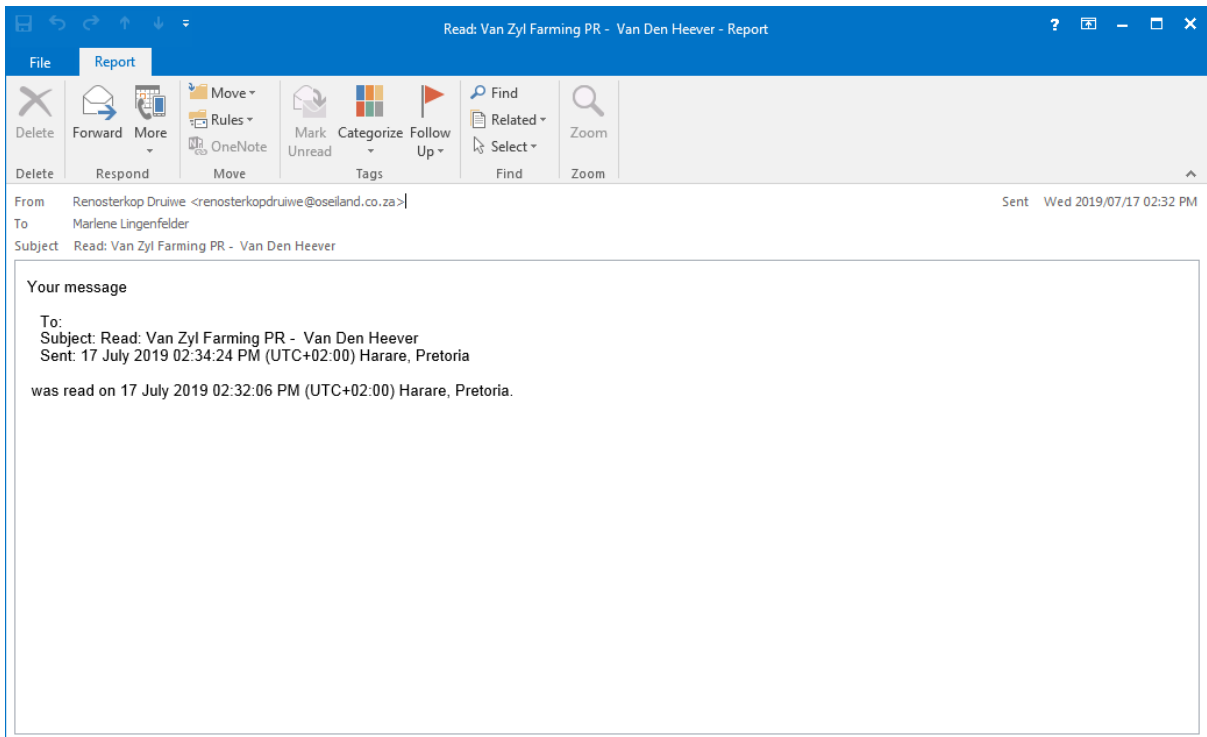 Read: Van Zyl Farming PR -  Van Den Heever - Report
?
File Report
Delete
Forward
More
Move
Rules
OneNote
Mark Unread
Categorize
Follow Up
Find
Related
Select
Zoom
Delete Respond Move Tags Find Zoom
From Renosterkop Druiwe <renosterkopdruiwe@oseiland.co.za> Sent Wed 2019/07/17 02:32 PM
To Marlene Lingenfelder
Subject Read: Van Zyl Farming PR -  Van Den Heever
Your message
To:
Subject: Read: Van Zyl Farming PR -  Van Den Heever
Sent: 17 July 2019 02:34:24 PM (UTC+02:00) Harare, Pretoria
was read on 17 July 2019 02:32:06 PM (UTC+02:00) Harare, Pretoria.